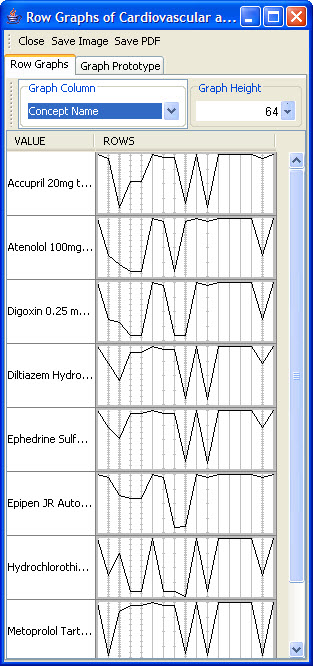 Row Graphs of Cardiovascular a...
Close Save Image Save PDF
Row Graphs Graph Prototype
Graph Column Graph Height
Concept Name 64
VALUE ROWS
Accupril 20mg t...
Atenolol 100mg...
Digoxin 0.25 m...
Diltiazem Hydro...
Ephedrine Sulf...
Epipen JR Auto...
Hydrochlorothi...
Metoprolol Tart...